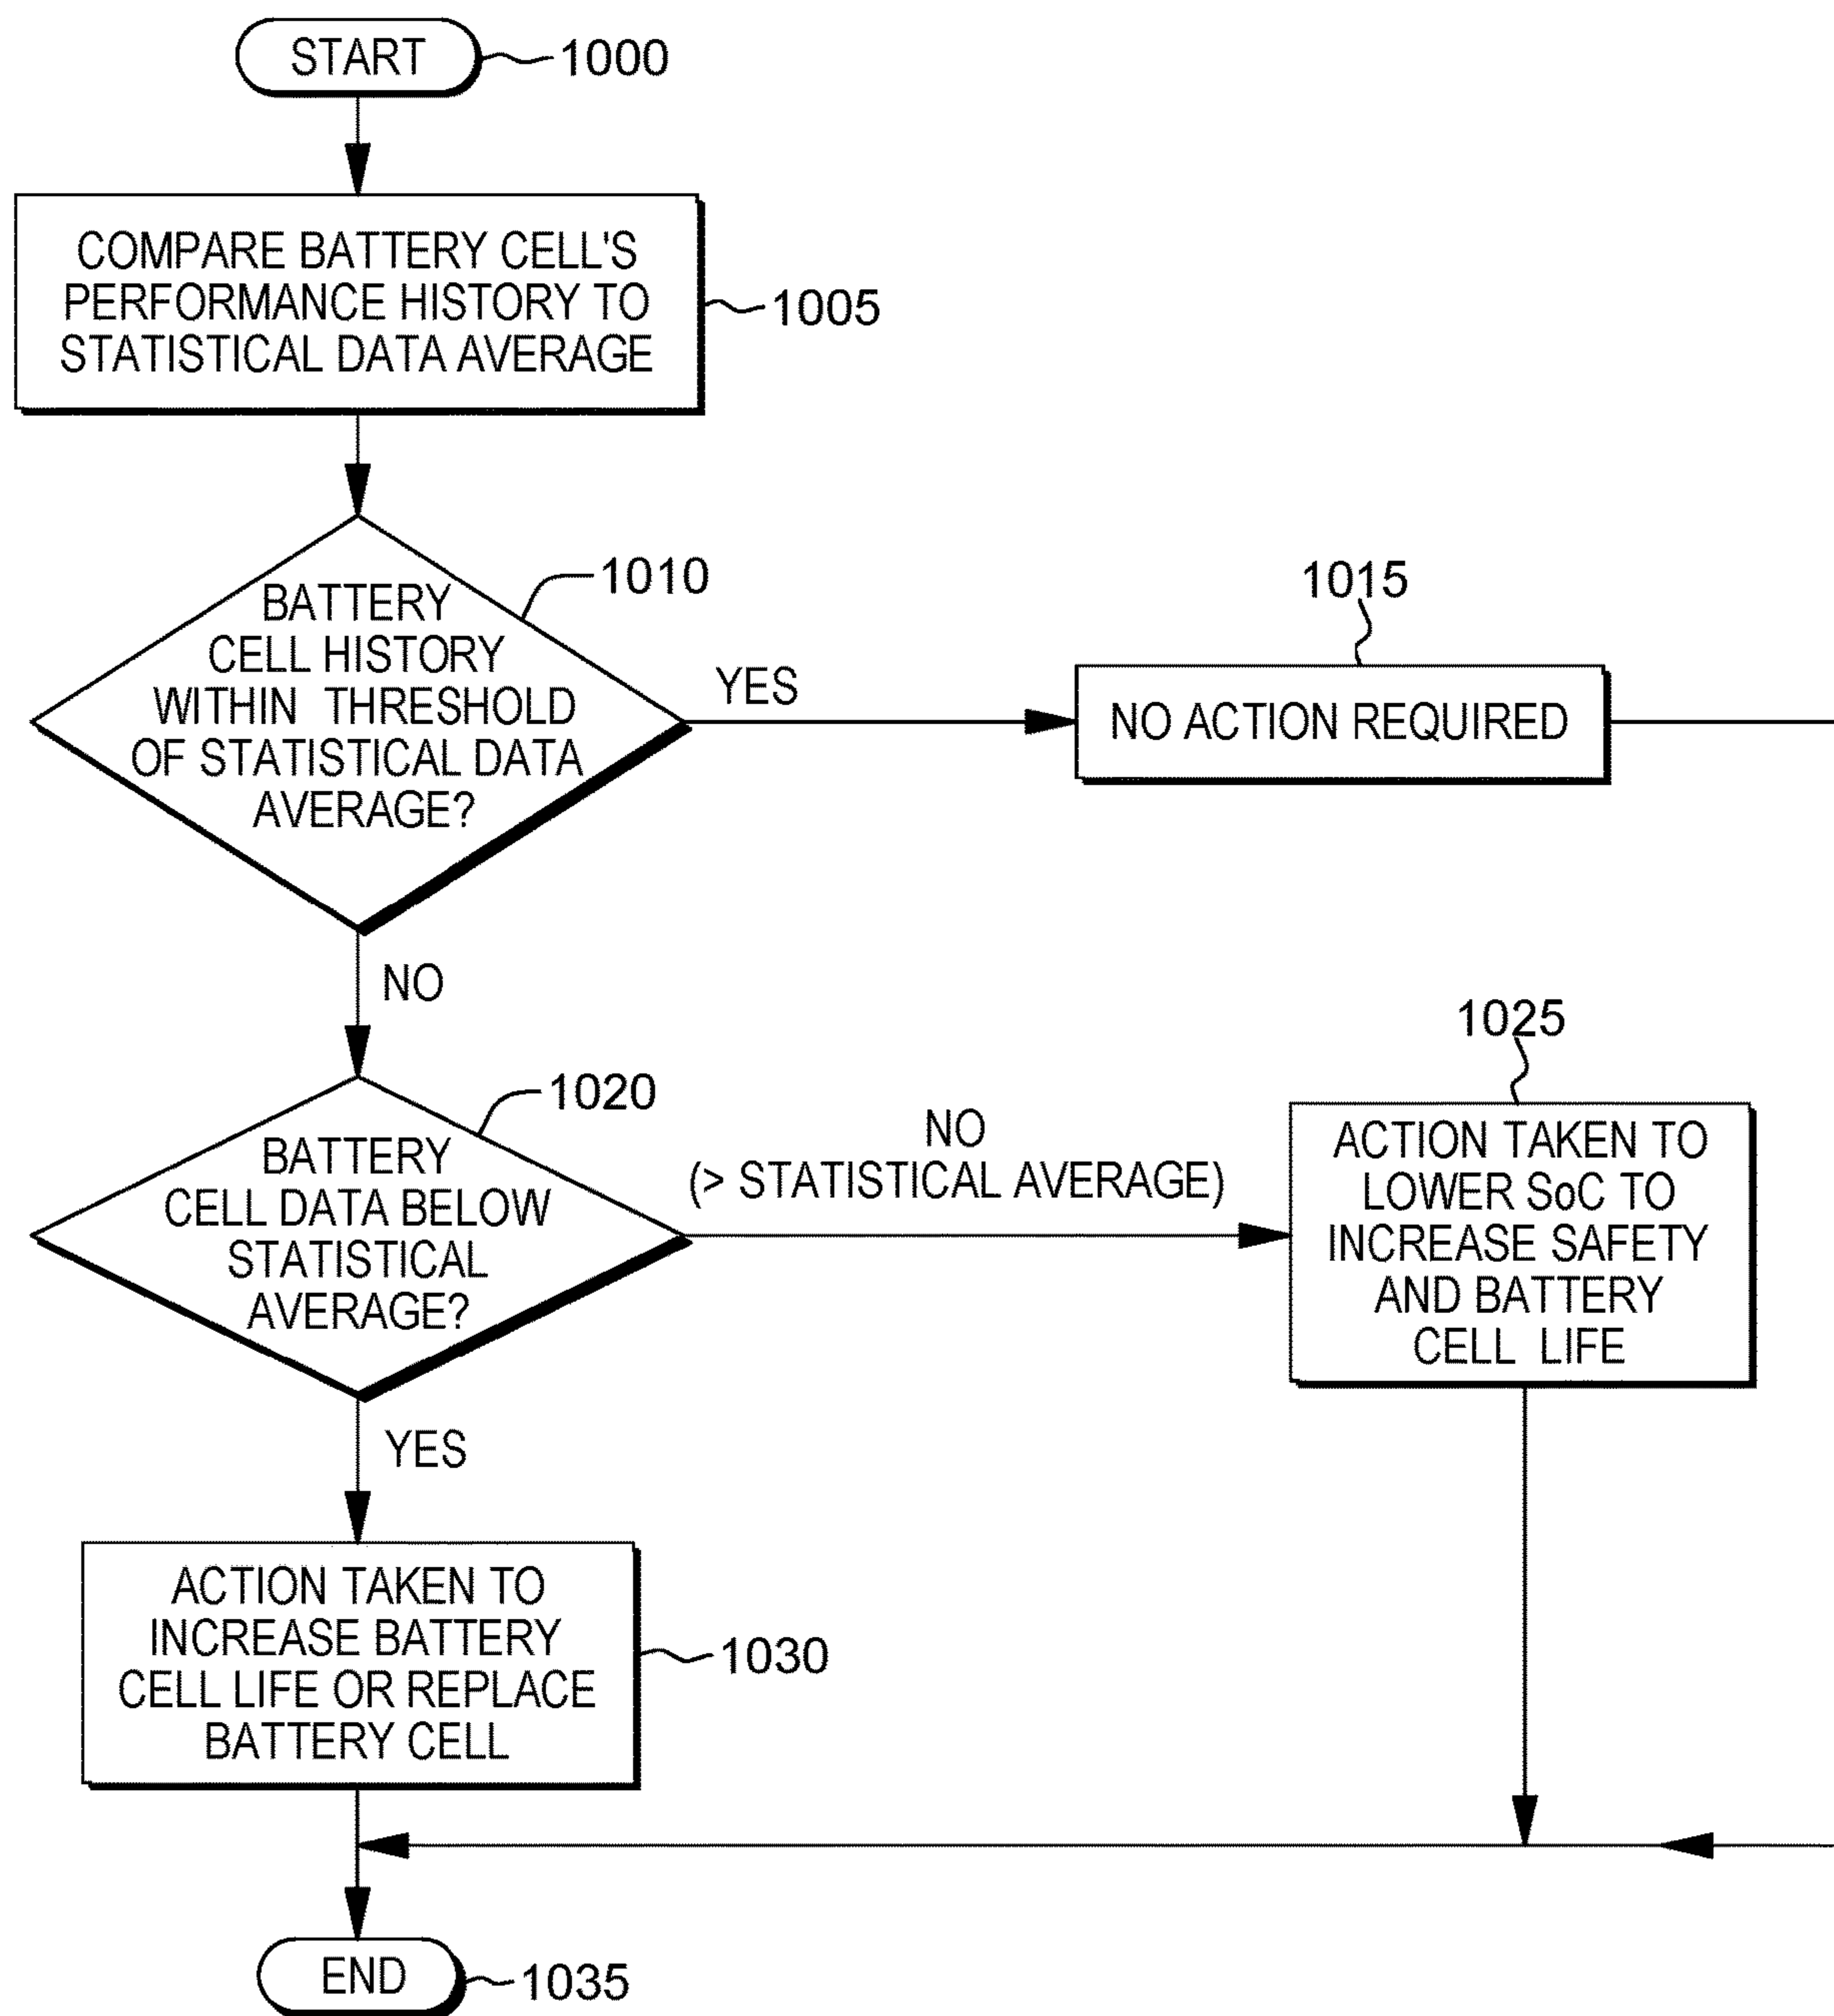 START
1000
COMPARE BATTERY CELL'S
PERFORMANCE HISTORY TO
STATISTICAL DATA AVERAGE
1005
BATTERY
CELL HISTORY
WITHIN THRESHOLD
OF STATISTICAL DATA
AVERAGE?
1010
YES
1015
NO ACTION REQUIRED
NO
BATTERY
CELL DATA BELOW
STATISTICAL
AVERAGE?
1020
NO
(> STATISTICAL AVERAGE)
1025
ACTION TAKEN TO
LOWER SoC TO
INCREASE SAFETY
AND BATTERY
CELL LIFE
YES
ACTION TAKEN TO
INCREASE BATTERY
CELL LIFE OR REPLACE
BATTERY CELL
1030
END
1035